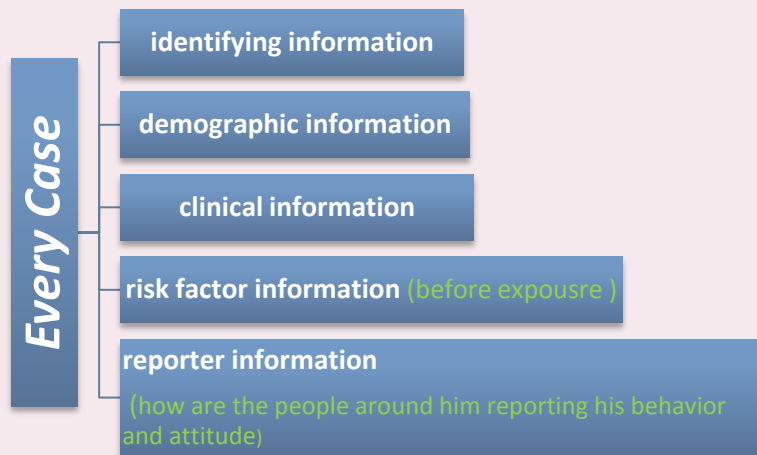 Every Case
identifying information
demographic information
clinical information
risk factor information (before expousre )
reporter information
(how are the people around him reporting his behavior
and attitude)